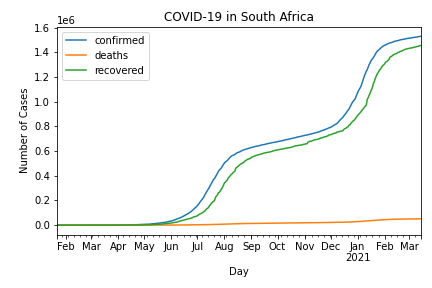 COVID-19 in South Africa
1e6
confirmed
deaths
recovered
Number of Cases
1.6
1.4
1.2
1.0
0.8
0.6
0.4
0.2
0.0
Feb Mar Apr May Jun Jul Aug Sep Oct Nov Dec Jan Feb Mar
2021
Day